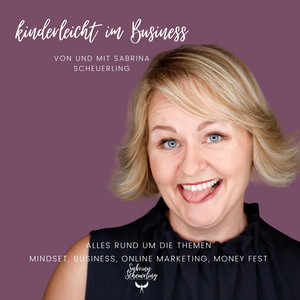 kinderleicht im Business
VON UND MIT SABRINA
SCHEUERLING
ALLES RUND UM DIE THEMEN
MINDSET, BUSINESS, ONLINE MARKETING, MONEY FEST
Sabrina
Scheuerling